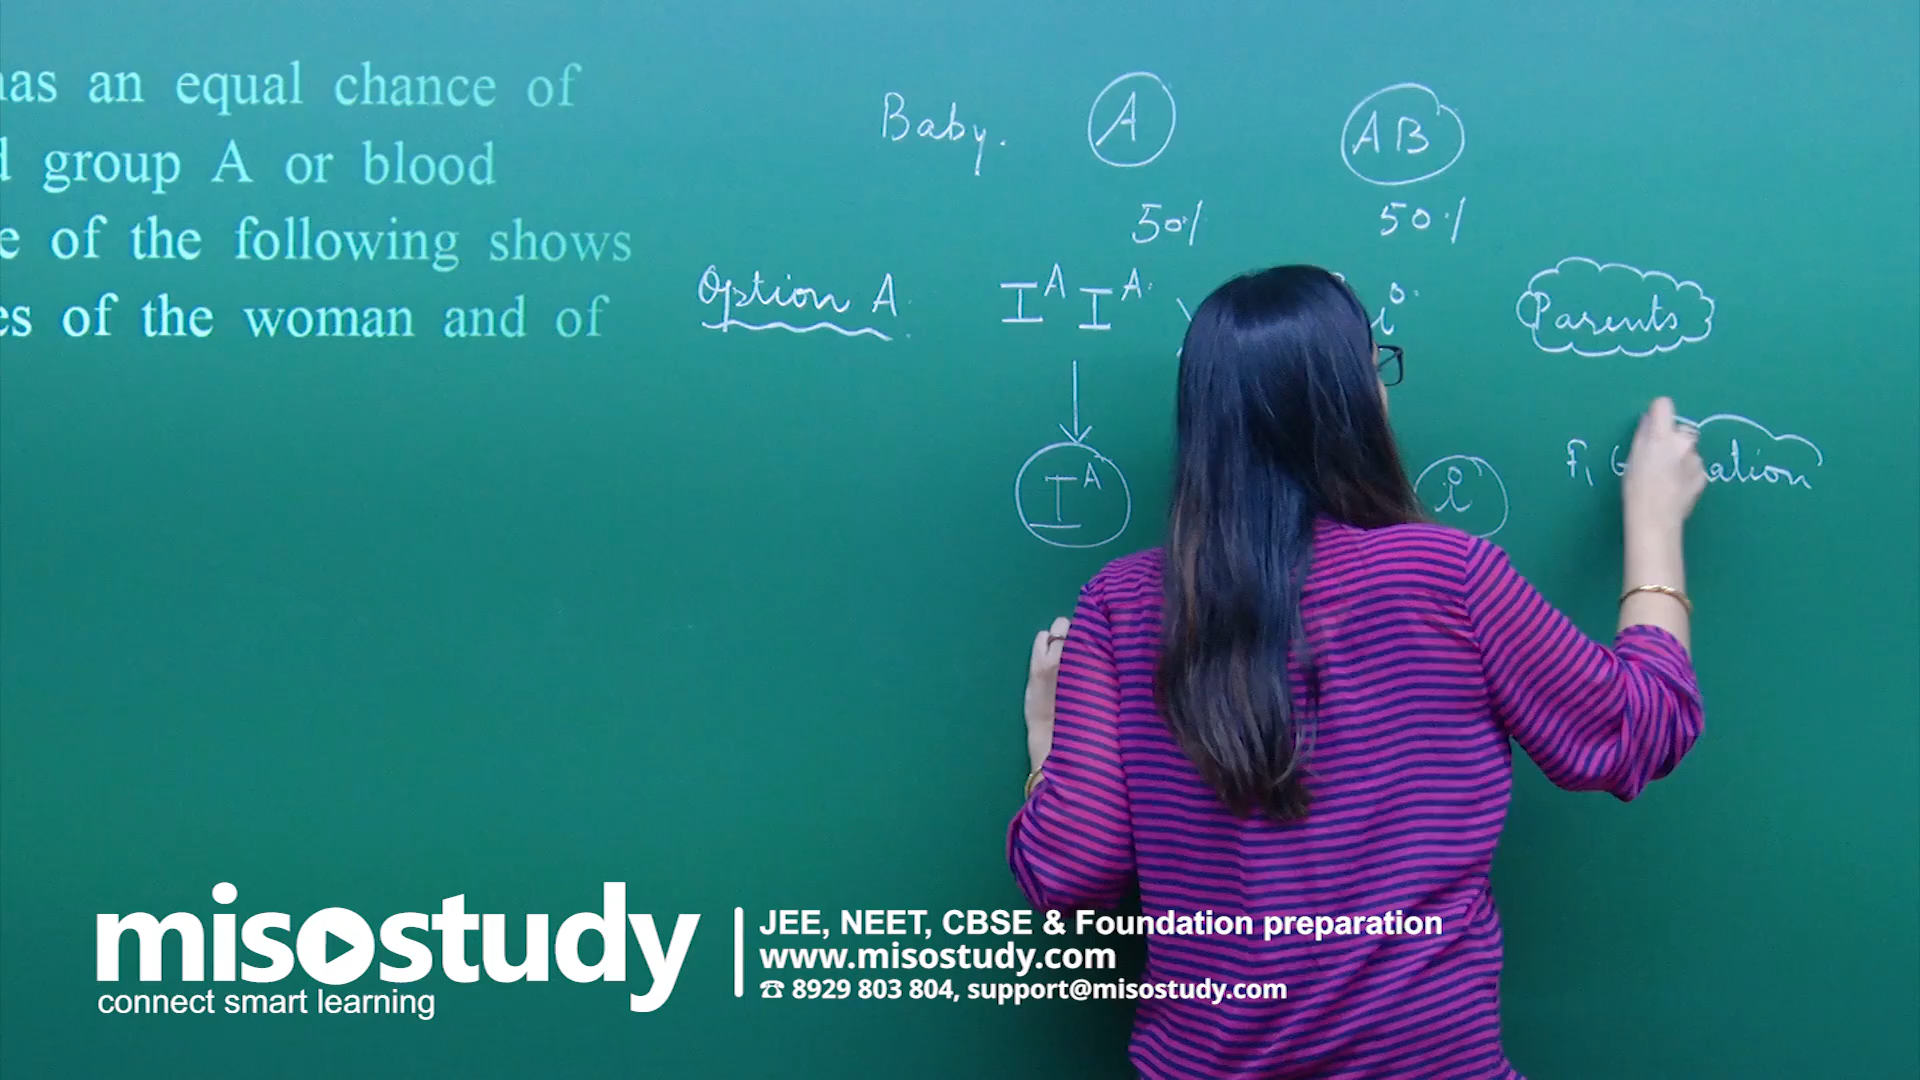 has an equal chance of
group A or blood
of the following shows
of the woman and of
Baby. A AB
50% 50%
Option A. I^A I^A i Parents
I^A i F1
misostudy
connect smart learning
JEE, NEET, CBSE & Foundation preparation
www.misostudy.com
☎ 8929 803 804, support@misostudy.com